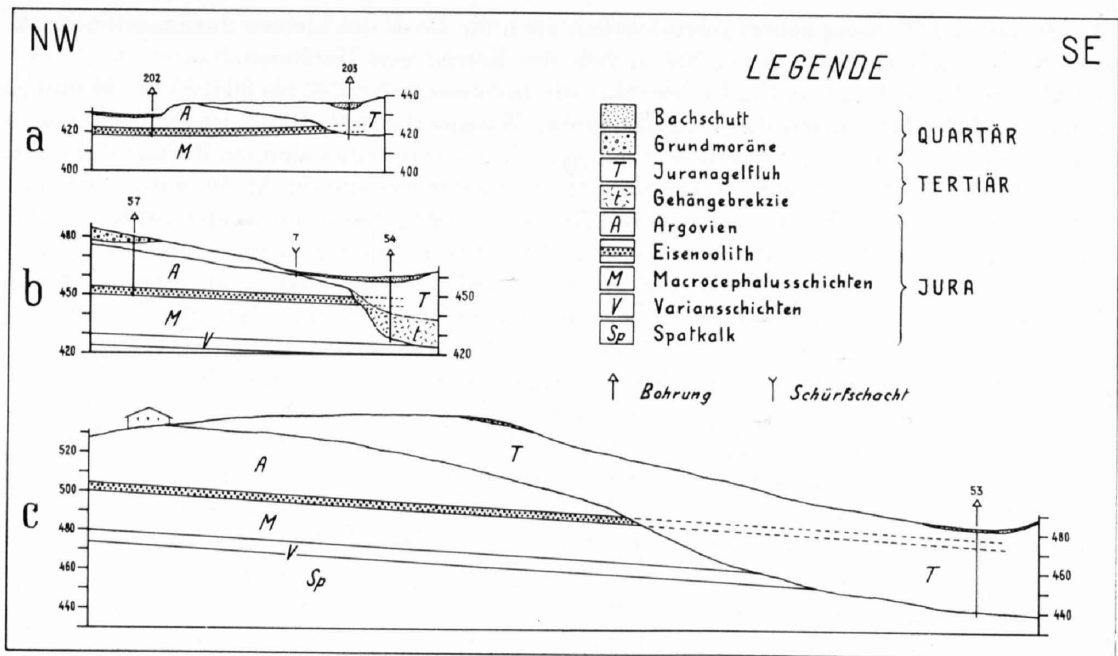 NW
SE
LEGENDE
Bachschutt
Grundmoräne
QUARTÄR
T Juranagelfluh
t Gehängebrekzie
TERTIÄR
A Argovien
Eisenoolith
M Macrocephalusschichten
V Variansschichten
Sp Spatkalk
JURA
Bohrung
Schürfschacht
a
202
205
A
T
M
420
400
440
420
400
b
57
7
54
A
T
M
V
t
480
450
420
450
420
c
53
T
A
M
V
Sp
T
520
500
480
460
440
480
460
440